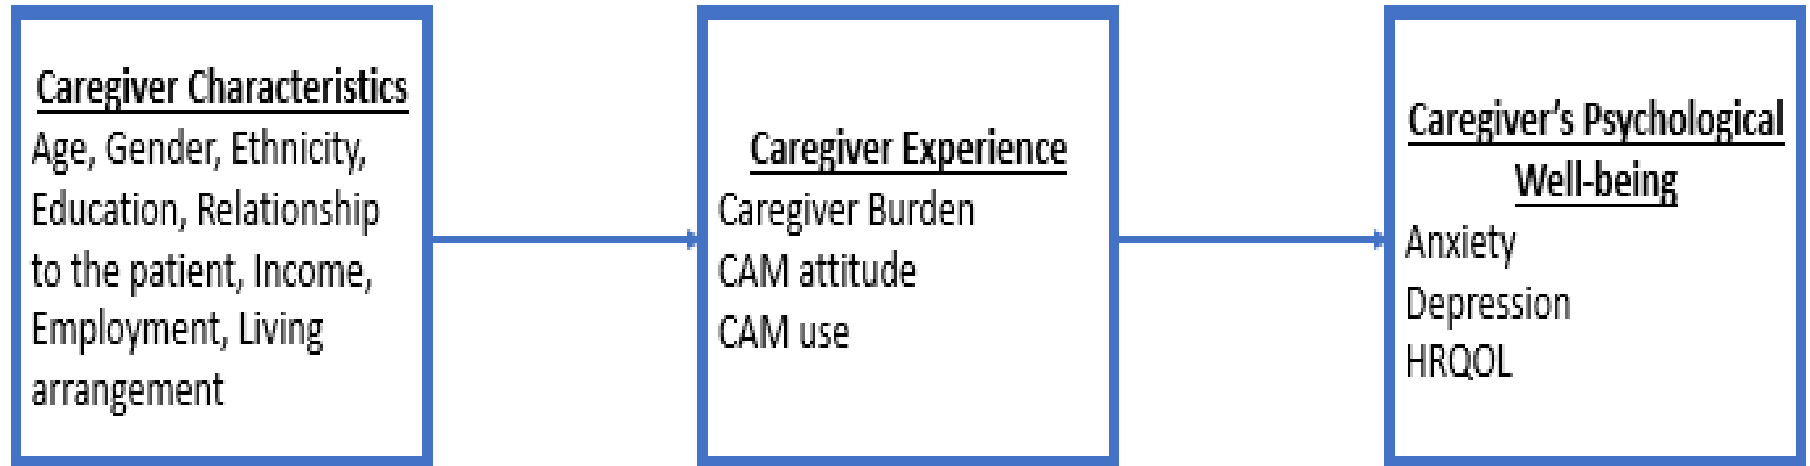 Caregiver Characteristics
Age, Gender, Ethnicity,
Education, Relationship
to the patient, Income,
Employment, Living
arrangement
Caregiver Experience
Caregiver Burden
CAM attitude
CAM use
Caregiver's Psychological
Well-being
Anxiety
Depression
HRQOL